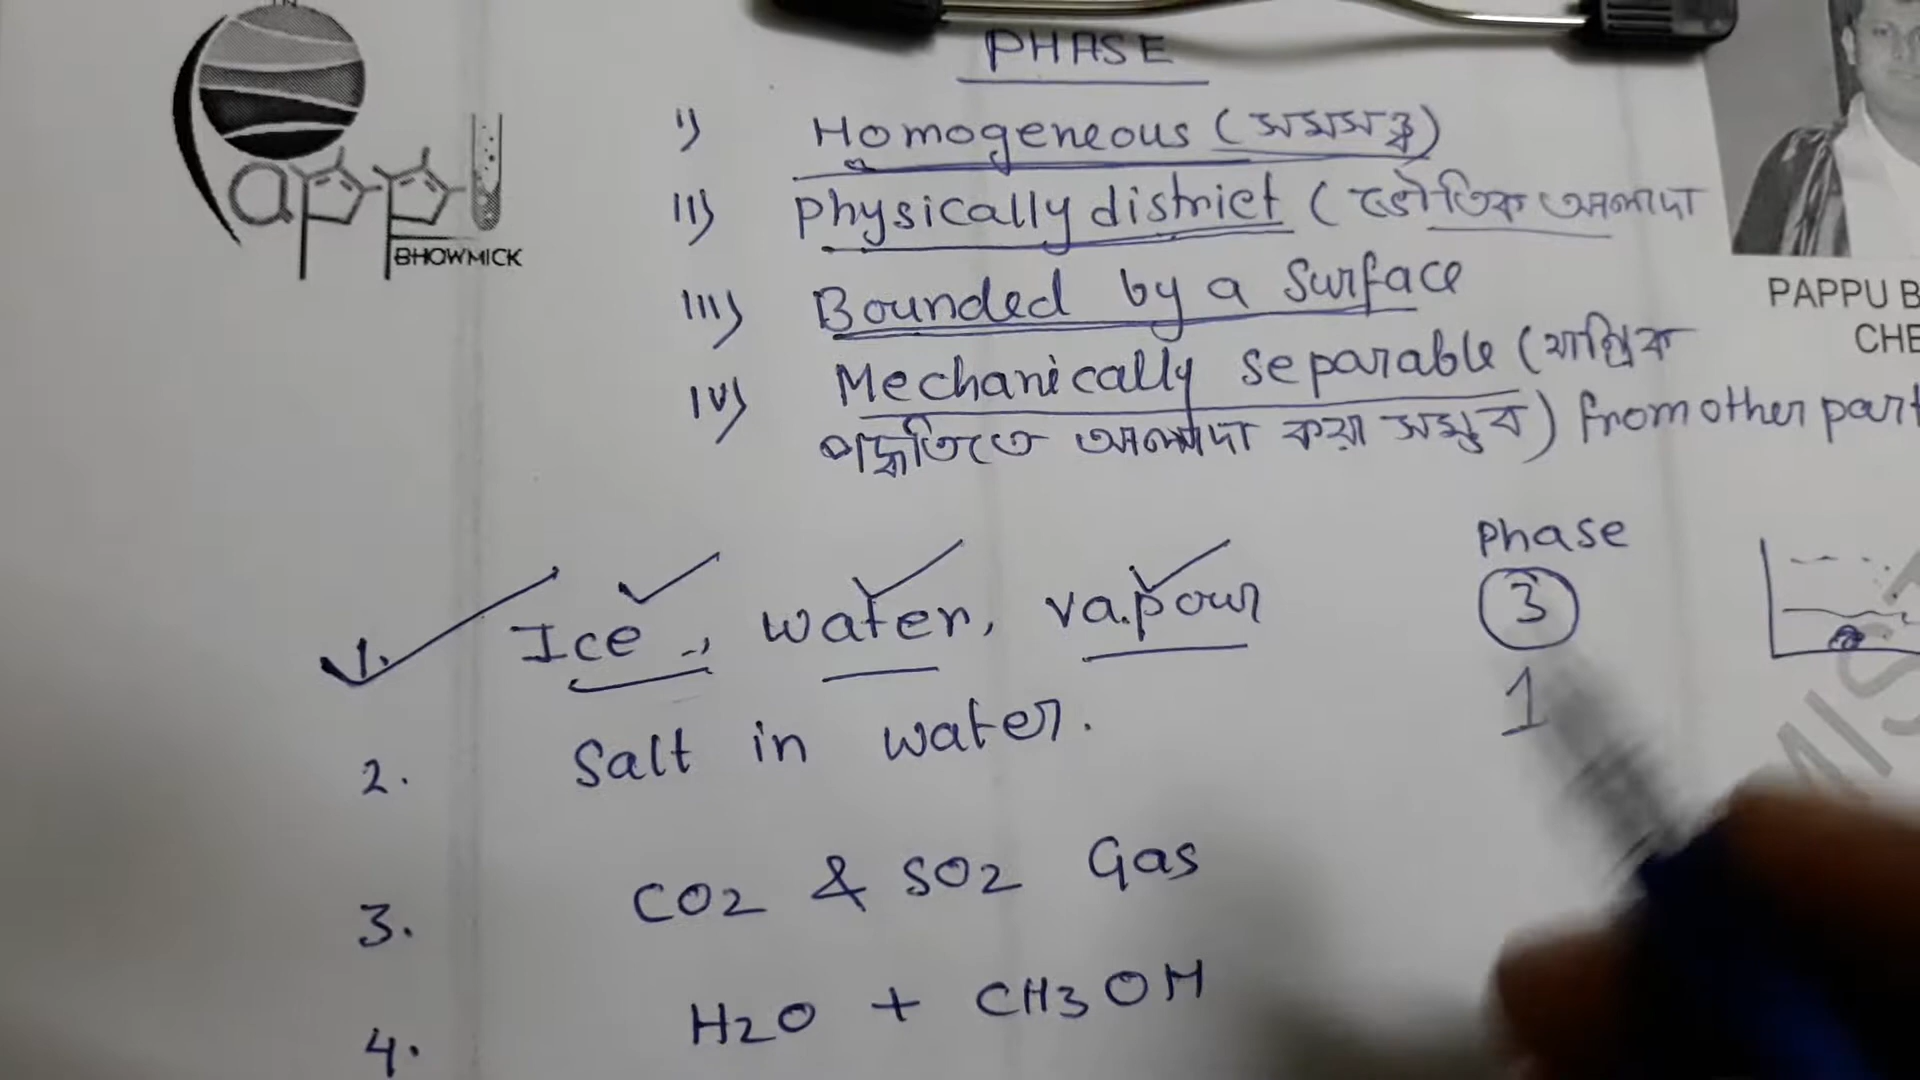 PHASE
BHOWMICK
i) Homogeneous (সমসত্ত্ব)
ii) Physically district (ভৌতিক আলাদা
iii) Bounded by a surface
iv) Mechanically separable (যান্ত্রিক
পদ্ধতিতে আলাদা করা সম্ভব) from other part
PAPPU B
CHE
Phase
1. Ice, water, vapour 3
2. Salt in water. 1
3. CO2 & SO2 Gas
4. H2O + CH3OH